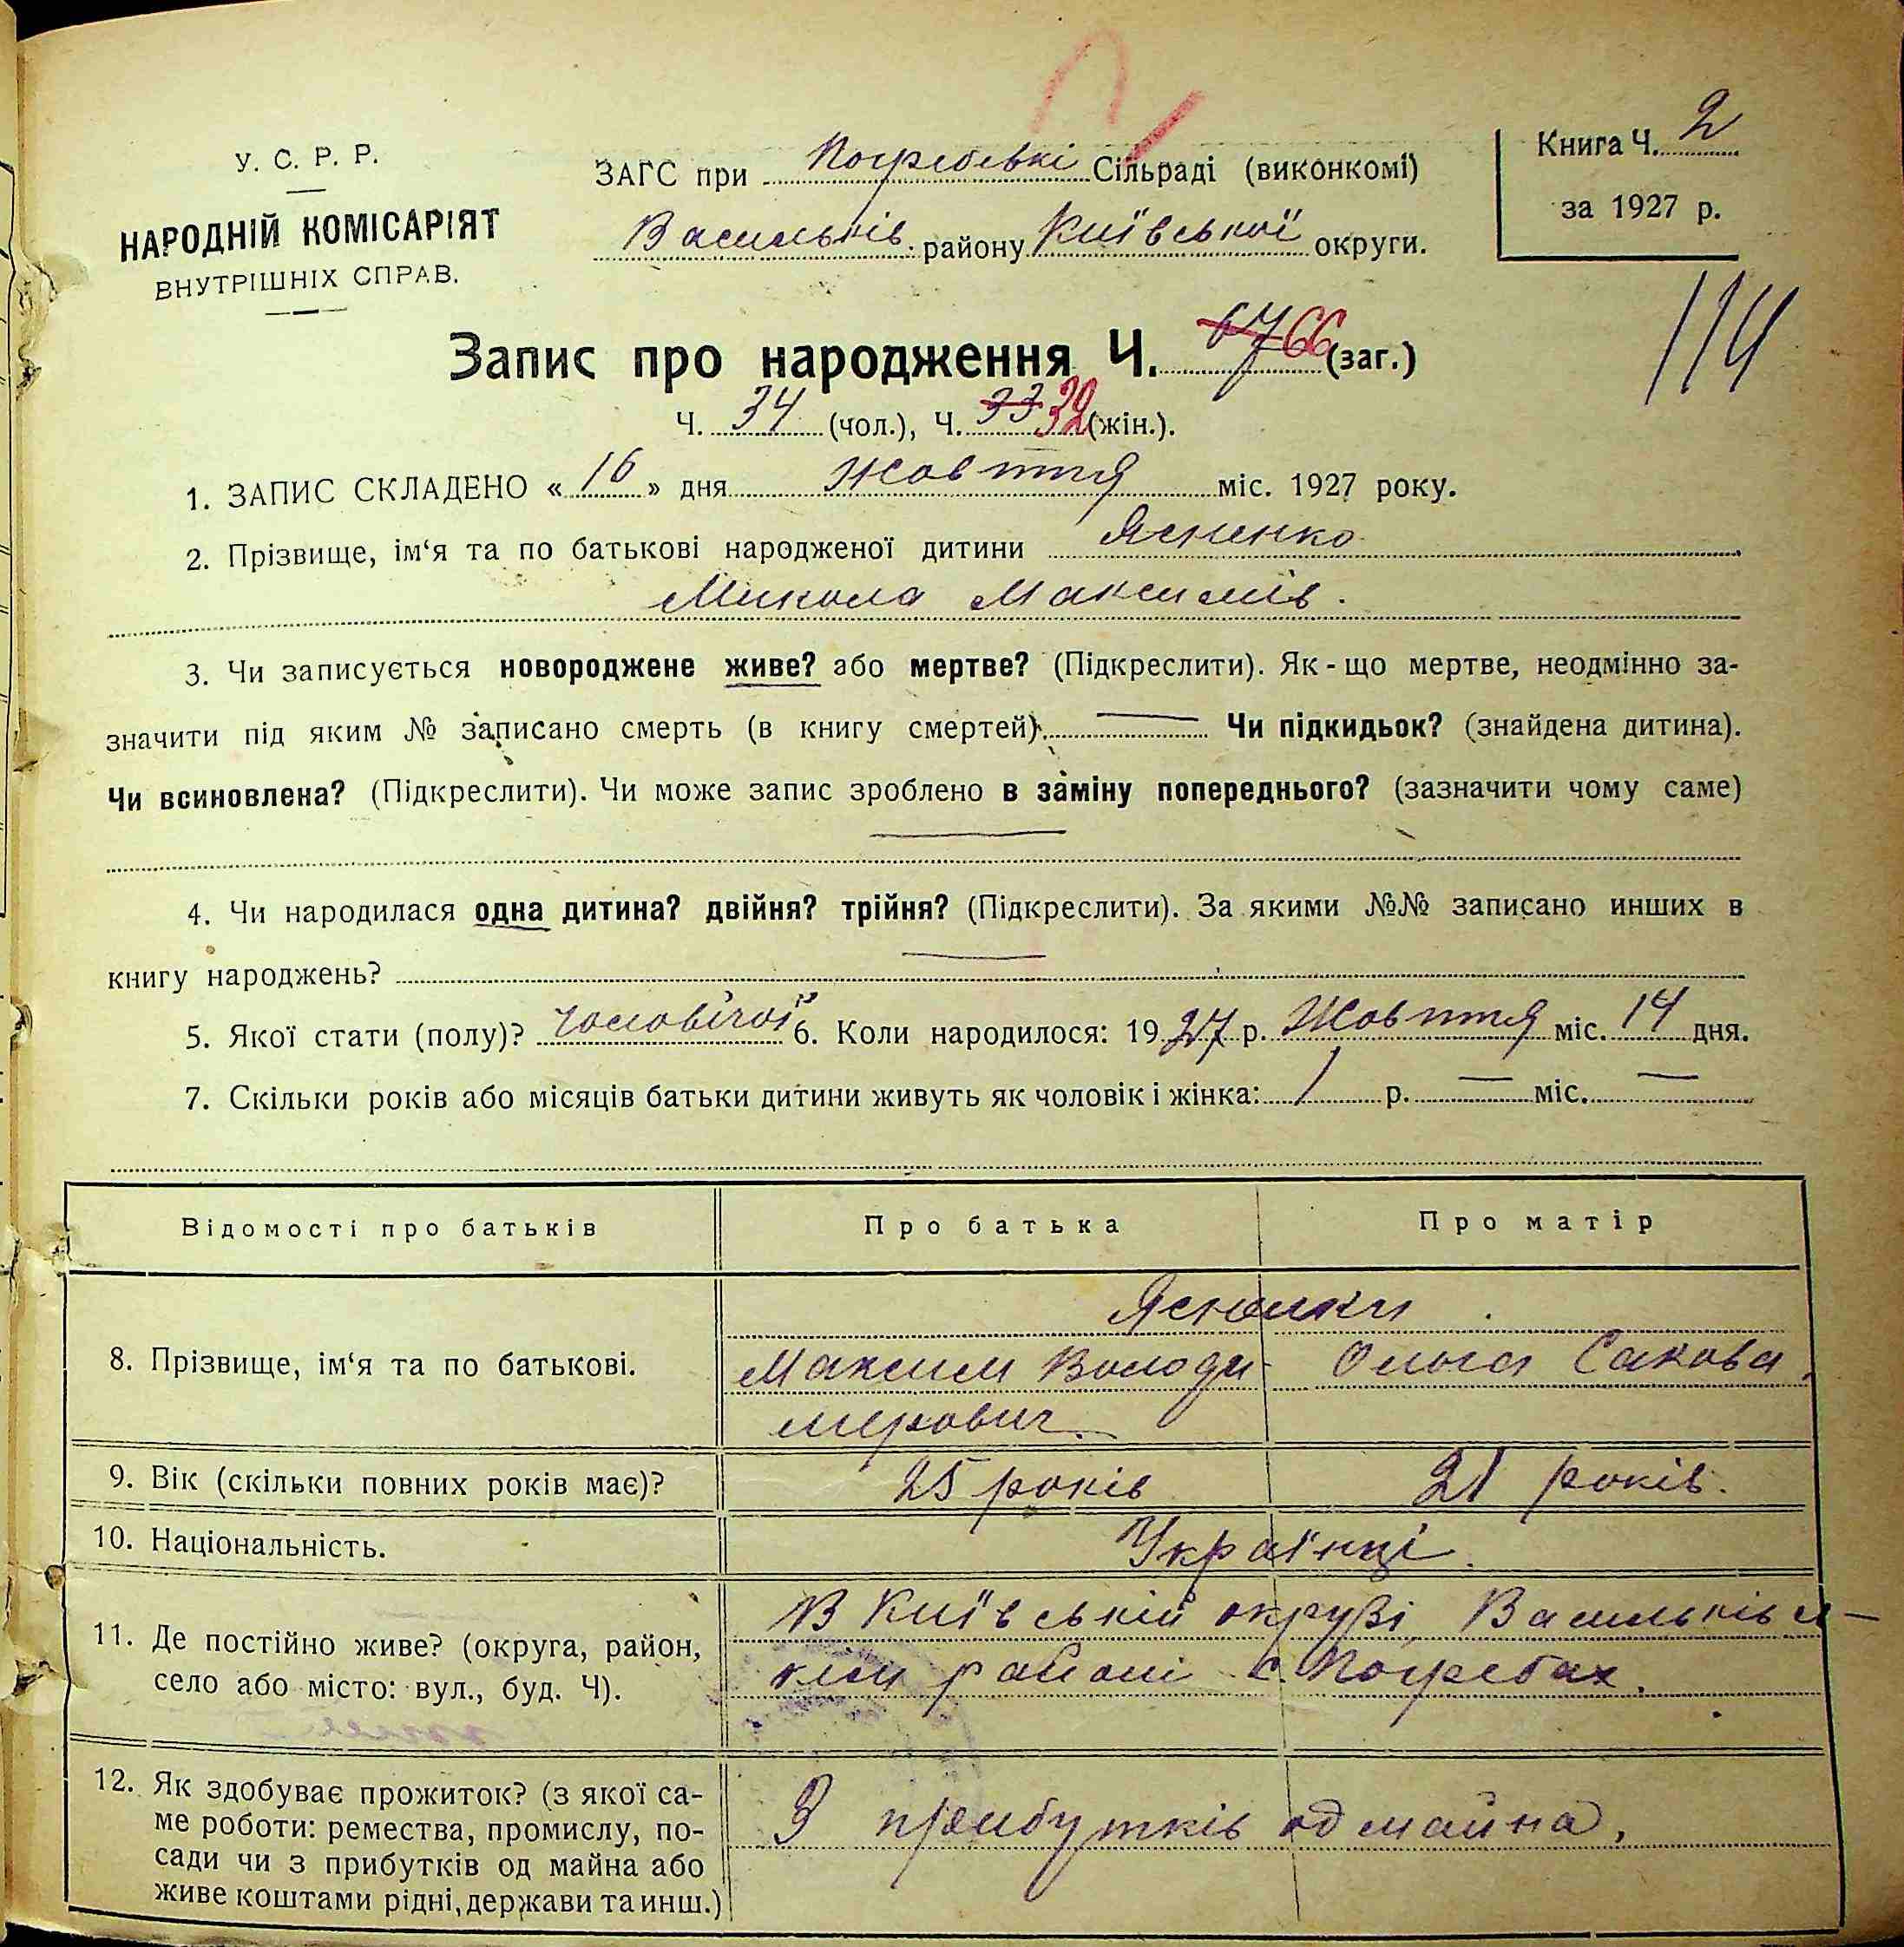 У. С. Р. Р.
НАРОДНІЙ КОМІСАРІЯТ
ВНУТРІШНІХ СПРАВ.
ЗАГС при Погребській Сільраді (виконкомі)
Васильків. району Київської округи.
Книга Ч. 2
за 1927 р.
114
Запис про народження Ч. 67 66 (заг.)
Ч. 34 (чол.), Ч. 33 32 (жін.).
1. ЗАПИС СКЛАДЕНО « 16 » дня Жовтня міс. 1927 року.
2. Прізвище, ім‘я та по батькові народженої дитини Ясненко
Микола Максимів.
3. Чи записується новороджене живе? або мертве? (Підкреслити). Як-що мертве, неодмінно за-
значити під яким № записано смерть (в книгу смертей) — Чи підкидьок? (знайдена дитина).
Чи всиновлена? (Підкреслити). Чи може запис зроблено в заміну попереднього? (зазначити чому саме)
—
4. Чи народилася одна дитина? двійня? трійня? (Підкреслити). За якими №№ записано инших в
книгу народжень? —
5. Якої стати (полу)? чоловічої 6. Коли народилося: 1927 р. Жовтня міс. 14 дня.
7. Скільки років або місяців батьки дитини живуть як чоловік і жінка: 1 р. — міс. —
Відомості про батьків Про батька Про матір
Ясненки
8. Прізвище, ім‘я та по батькові. Максим Володи- Ольга Сакова.
мирович.
9. Вік (скільки повних років має)? 25 років 21 років.
10. Національність. Українці.
В Київській окрузі, Васильківсь-
11. Де постійно живе? (округа, район,
село або місто: вул., буд. Ч).
кім районі с. Погребах.
12. Як здобуває прожиток? (з якої са-
ме роботи: ремества, промислу, по-
сади чи з прибутків од майна або
живе коштами рідні, держави та инш.)
З прибутків од майна.